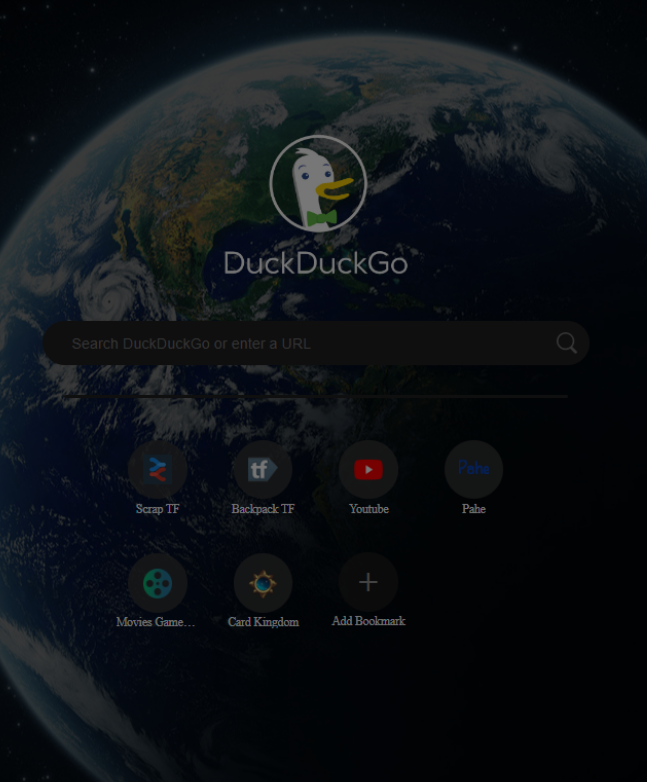 DuckDuckGo
Search DuckDuckGo or enter a URL
tf
Pahe
Scrap TF
Backpack TF
Youtube
Pahe
Movies Game...
Card Kingdom
Add Bookmark